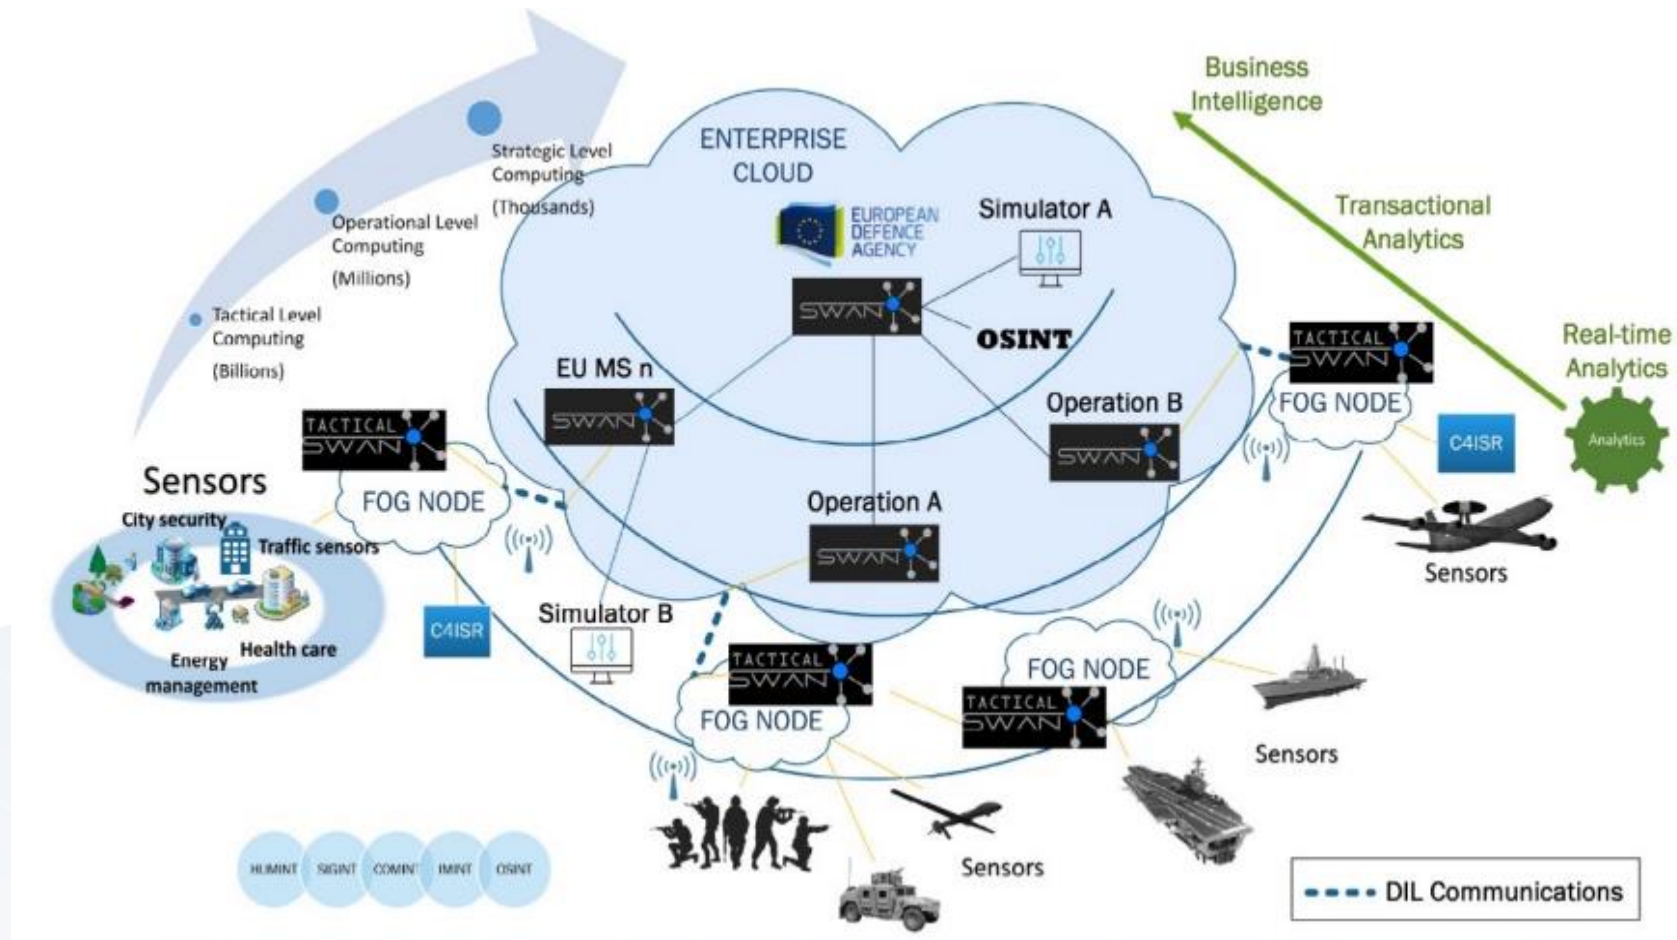 Business
Intelligence
Transactional
Analytics
Real-time
Analytics
Analytics
Strategic Level
Computing
(Thousands)
Operational Level
Computing
(Millions)
Tactical Level
Computing
(Billions)
ENTERPRISE
CLOUD
EUROPEAN
DEFENCE
AGENCY
Simulator A
SWAN
OSINT
EU MS n
SWAN
Operation B
SWAN
Operation A
SWAN
Simulator B
TACTICAL
SWAN
FOG NODE
C4ISR
Sensors
City security
Traffic sensors
Health care
Energy
management
TACTICAL
SWAN
FOG NODE
C4ISR
Sensors
TACTICAL
SWAN
FOG NODE
Sensors
FOG NODE
TACTICAL
SWAN
Sensors
HUMINT
SIGINT
COMINT
IMINT
OSINT
DIL Communications